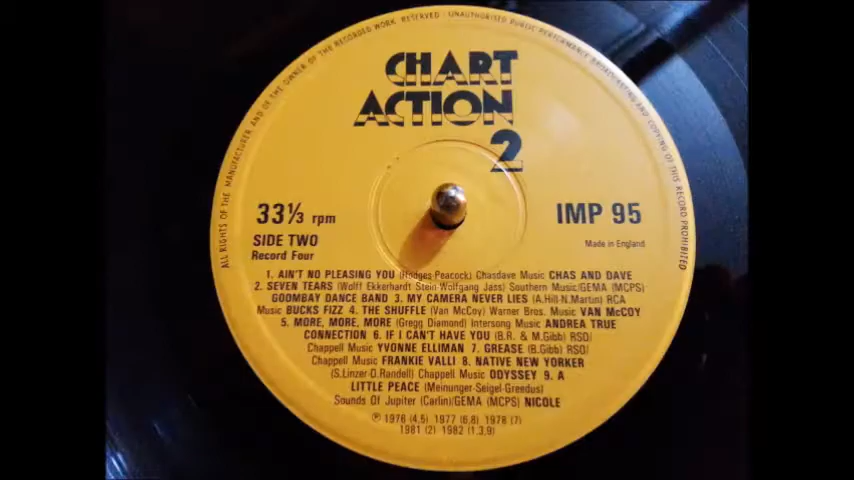 ALL RIGHTS OF THE MANUFACTURER AND OF THE OWNER OF THE RECORDED WORK RESERVED · UNAUTHORISED PUBLIC PERFORMANCE BROADCASTING AND COPYING OF THIS RECORD PROHIBITED
CHART
ACTION
2
33⅓ rpm
IMP 95
SIDE TWO
Record Four
Made in England
1. AIN'T NO PLEASING YOU (Hodges-Peacock) Chasdave Music CHAS AND DAVE
2. SEVEN TEARS (Wolff Ekkerhardt Stein-Wolfgang Jass) Southern Music/GEMA (MCPS)
GOOMBAY DANCE BAND 3. MY CAMERA NEVER LIES (A.Hill-N.Martin) RCA
Music BUCKS FIZZ 4. THE SHUFFLE (Van McCoy) Warner Bros. Music VAN McCOY
5. MORE, MORE, MORE (Gregg Diamond) Intersong Music ANDREA TRUE
CONNECTION 6. IF I CAN'T HAVE YOU (B.R. & M.Gibb) RSO/
Chappell Music YVONNE ELLIMAN 7. GREASE (B.Gibb) RSO/
Chappell Music FRANKIE VALLI 8. NATIVE NEW YORKER
(S.Linzer-D.Randell) Chappell Music ODYSSEY 9. A
LITTLE PEACE (Meinunger-Seigel-Greedus)
Sounds Of Jupiter (Carlin)/GEMA (MCPS) NICOLE
℗ 1976 (4,5) 1977 (6,8) 1978 (7)
1981 (2) 1982 (1,3,9)